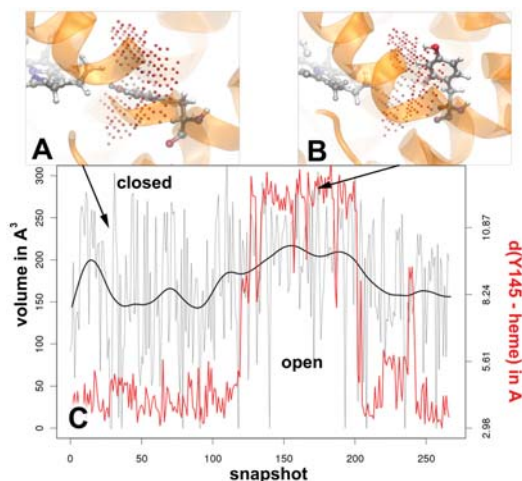 A
B
closed
open
C
volume in A³
300
250
200
150
100
50
0
0
50
100
150
200
250
snapshot
10.87
8.24
5.61
2.98
d(Y145 - heme) in A